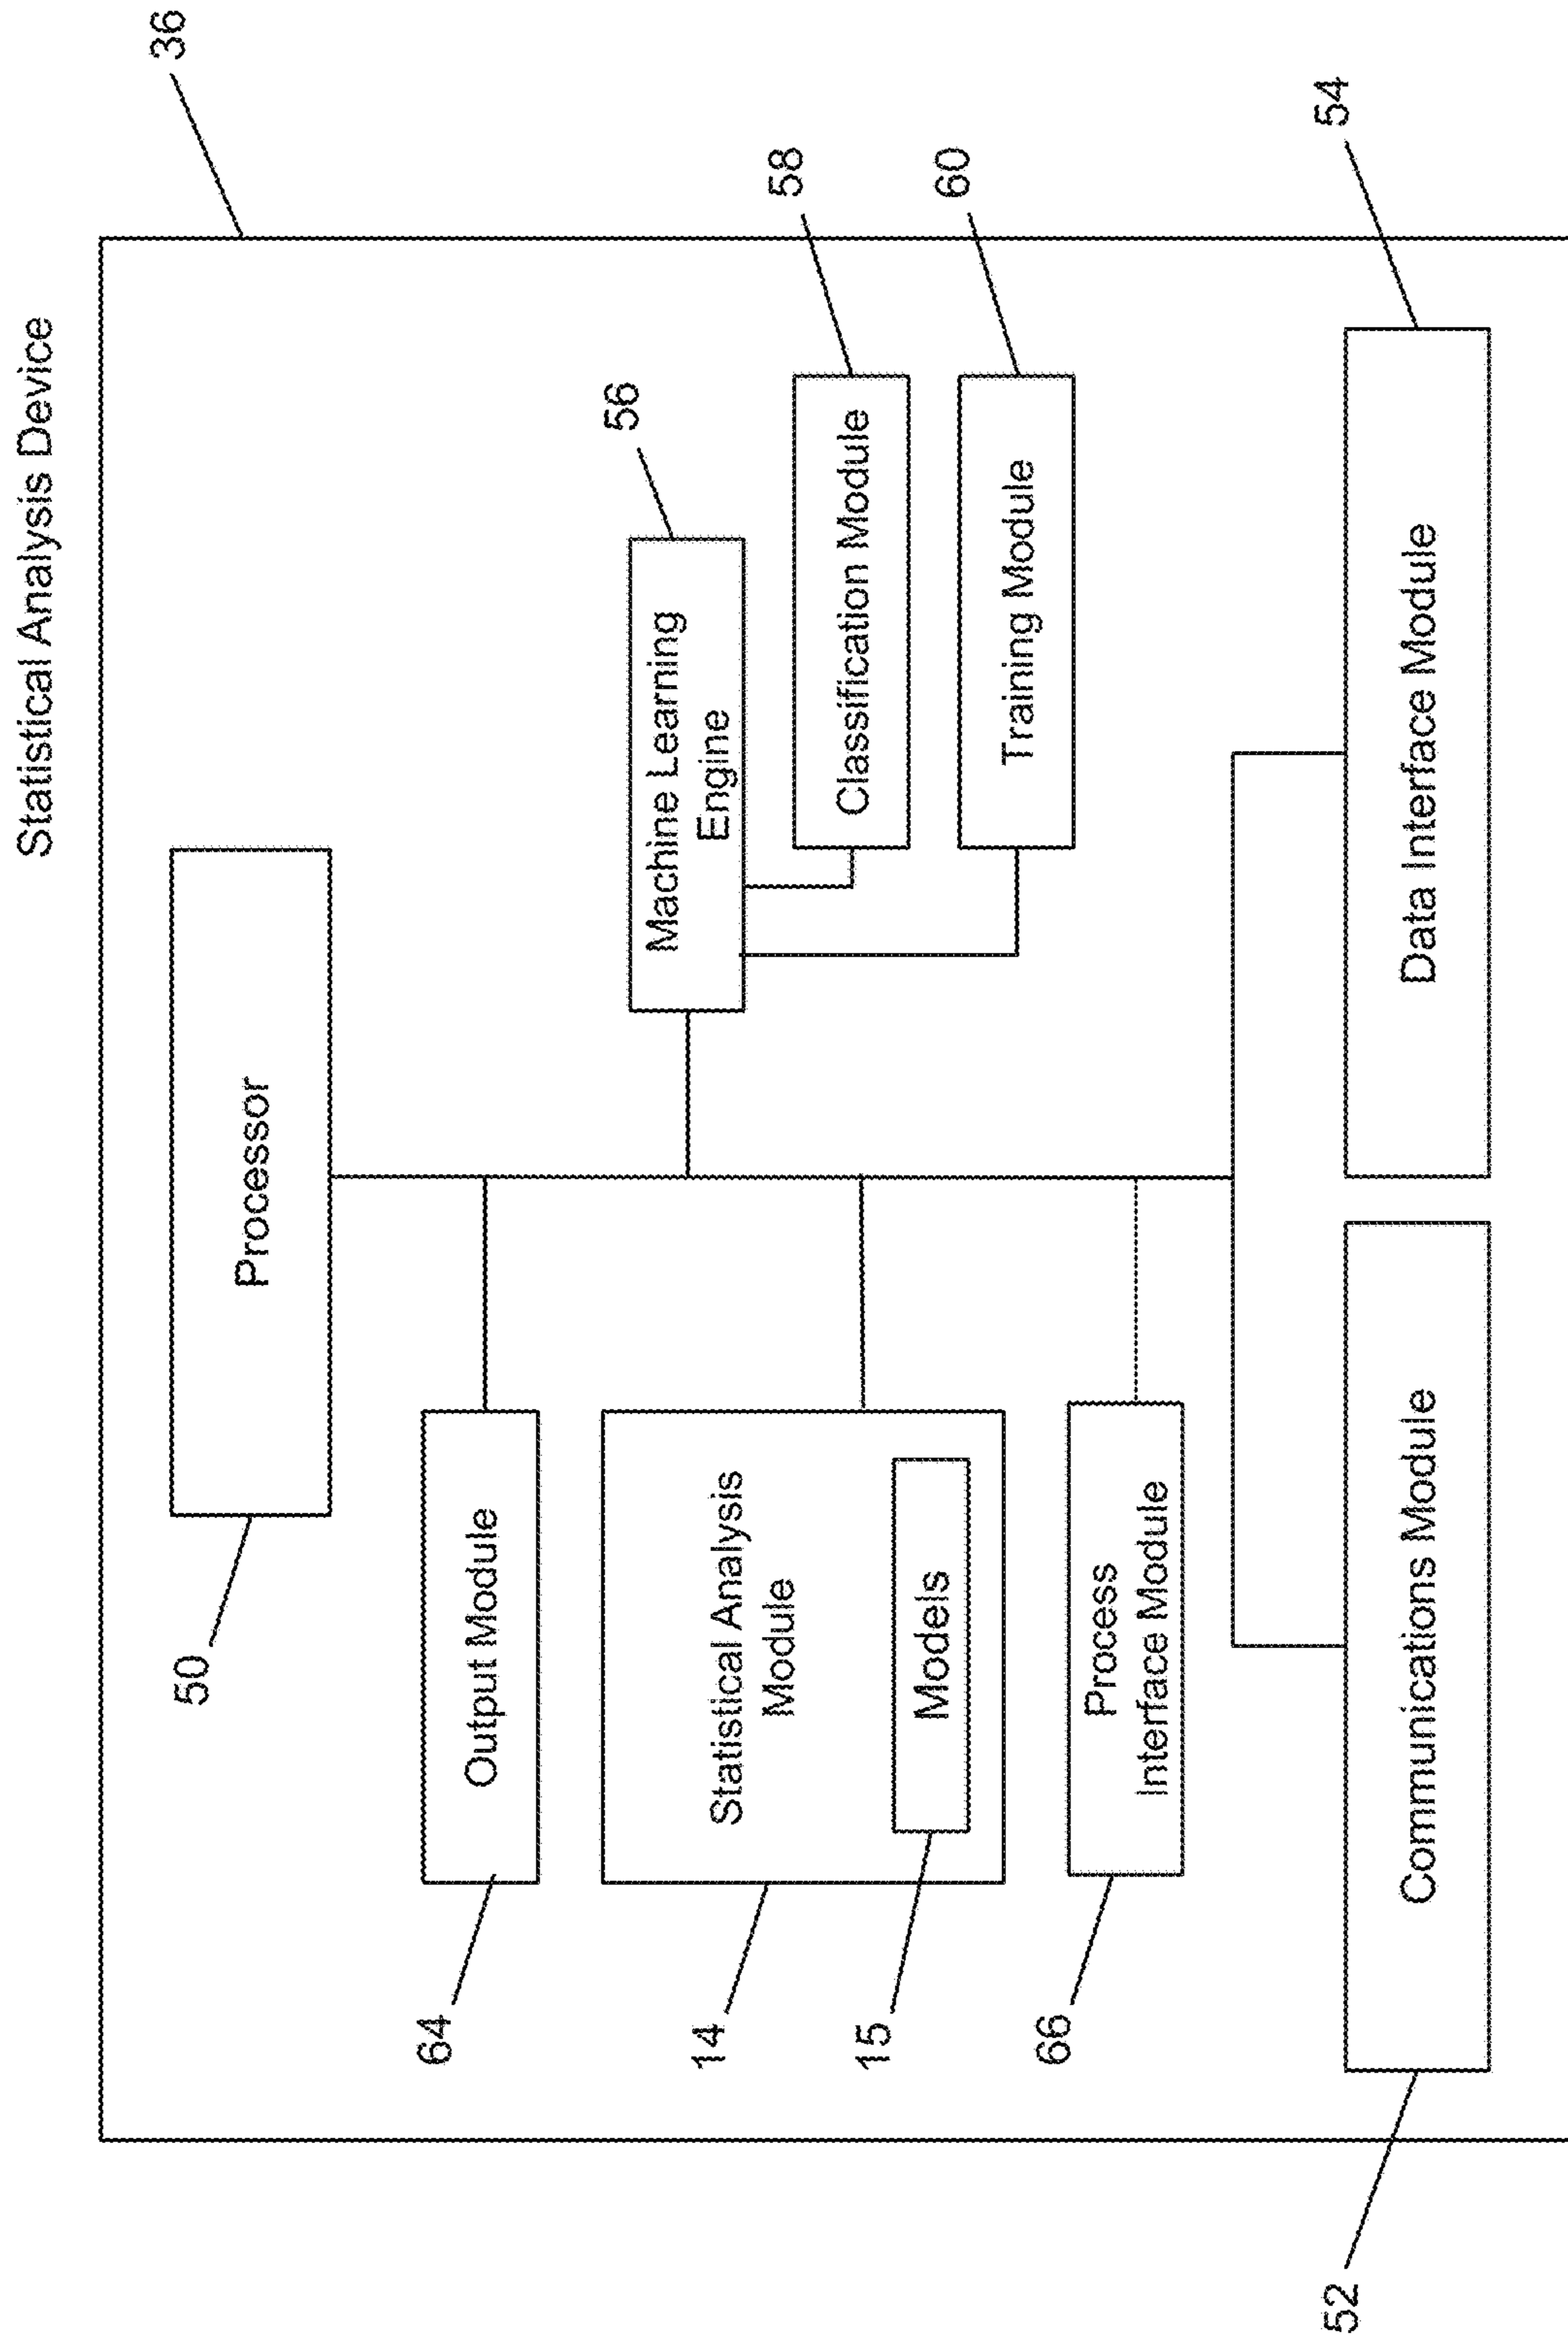 Statistical Analysis Device
36
Processor
50
Output Module
64
Machine Learning
Engine
56
Statistical Analysis
Module
14
Models
15
Classification Module
58
Training Module
60
Process
Interface Module
66
Communications Module
52
Data Interface Module
54